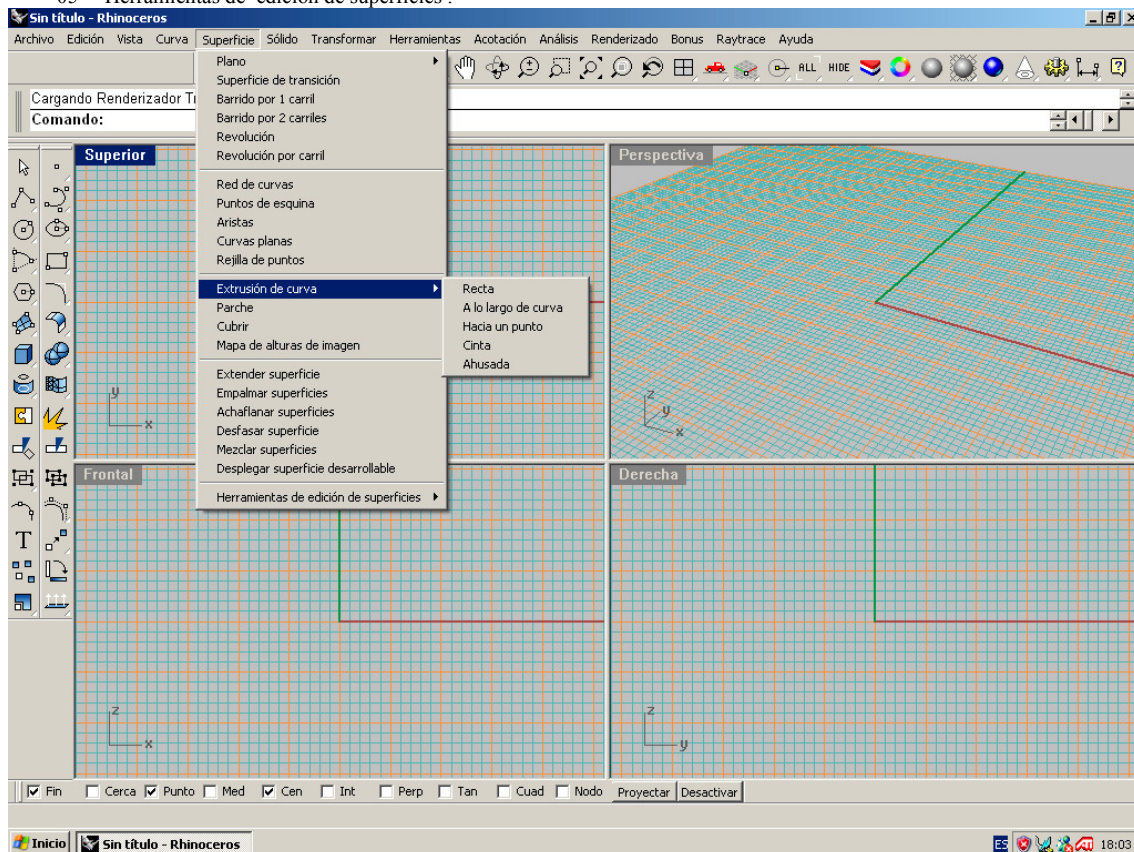 03 Herramientas de edición de superficies .
Sin título - Rhinoceros
Archivo Edición Vista Curva Superficie Sólido Transformar Herramientas Acotación Análisis Renderizado Bonus Raytrace Ayuda
ALL HIDE
Cargando Renderizador Tr
Comando:
Plano
Superficie de transición
Barrido por 1 carril
Barrido por 2 carriles
Revolución
Revolución por carril
Red de curvas
Puntos de esquina
Aristas
Curvas planas
Rejilla de puntos
Extrusión de curva
Parche
Cubrir
Mapa de alturas de imagen
Extender superficie
Empalmar superficies
Achaflanar superficies
Desfasar superficie
Mezclar superficies
Desplegar superficie desarrollable
Herramientas de edición de superficies
Recta
A lo largo de curva
Hacia un punto
Cinta
Ahusada
Superior
y
x
Perspectiva
z
y
x
Frontal
z
x
Derecha
z
y
T
Fin Cerca Punto Med Cen Int Perp Tan Cuad Nodo Proyectar Desactivar
Inicio Sin título - Rhinoceros ES 18:03